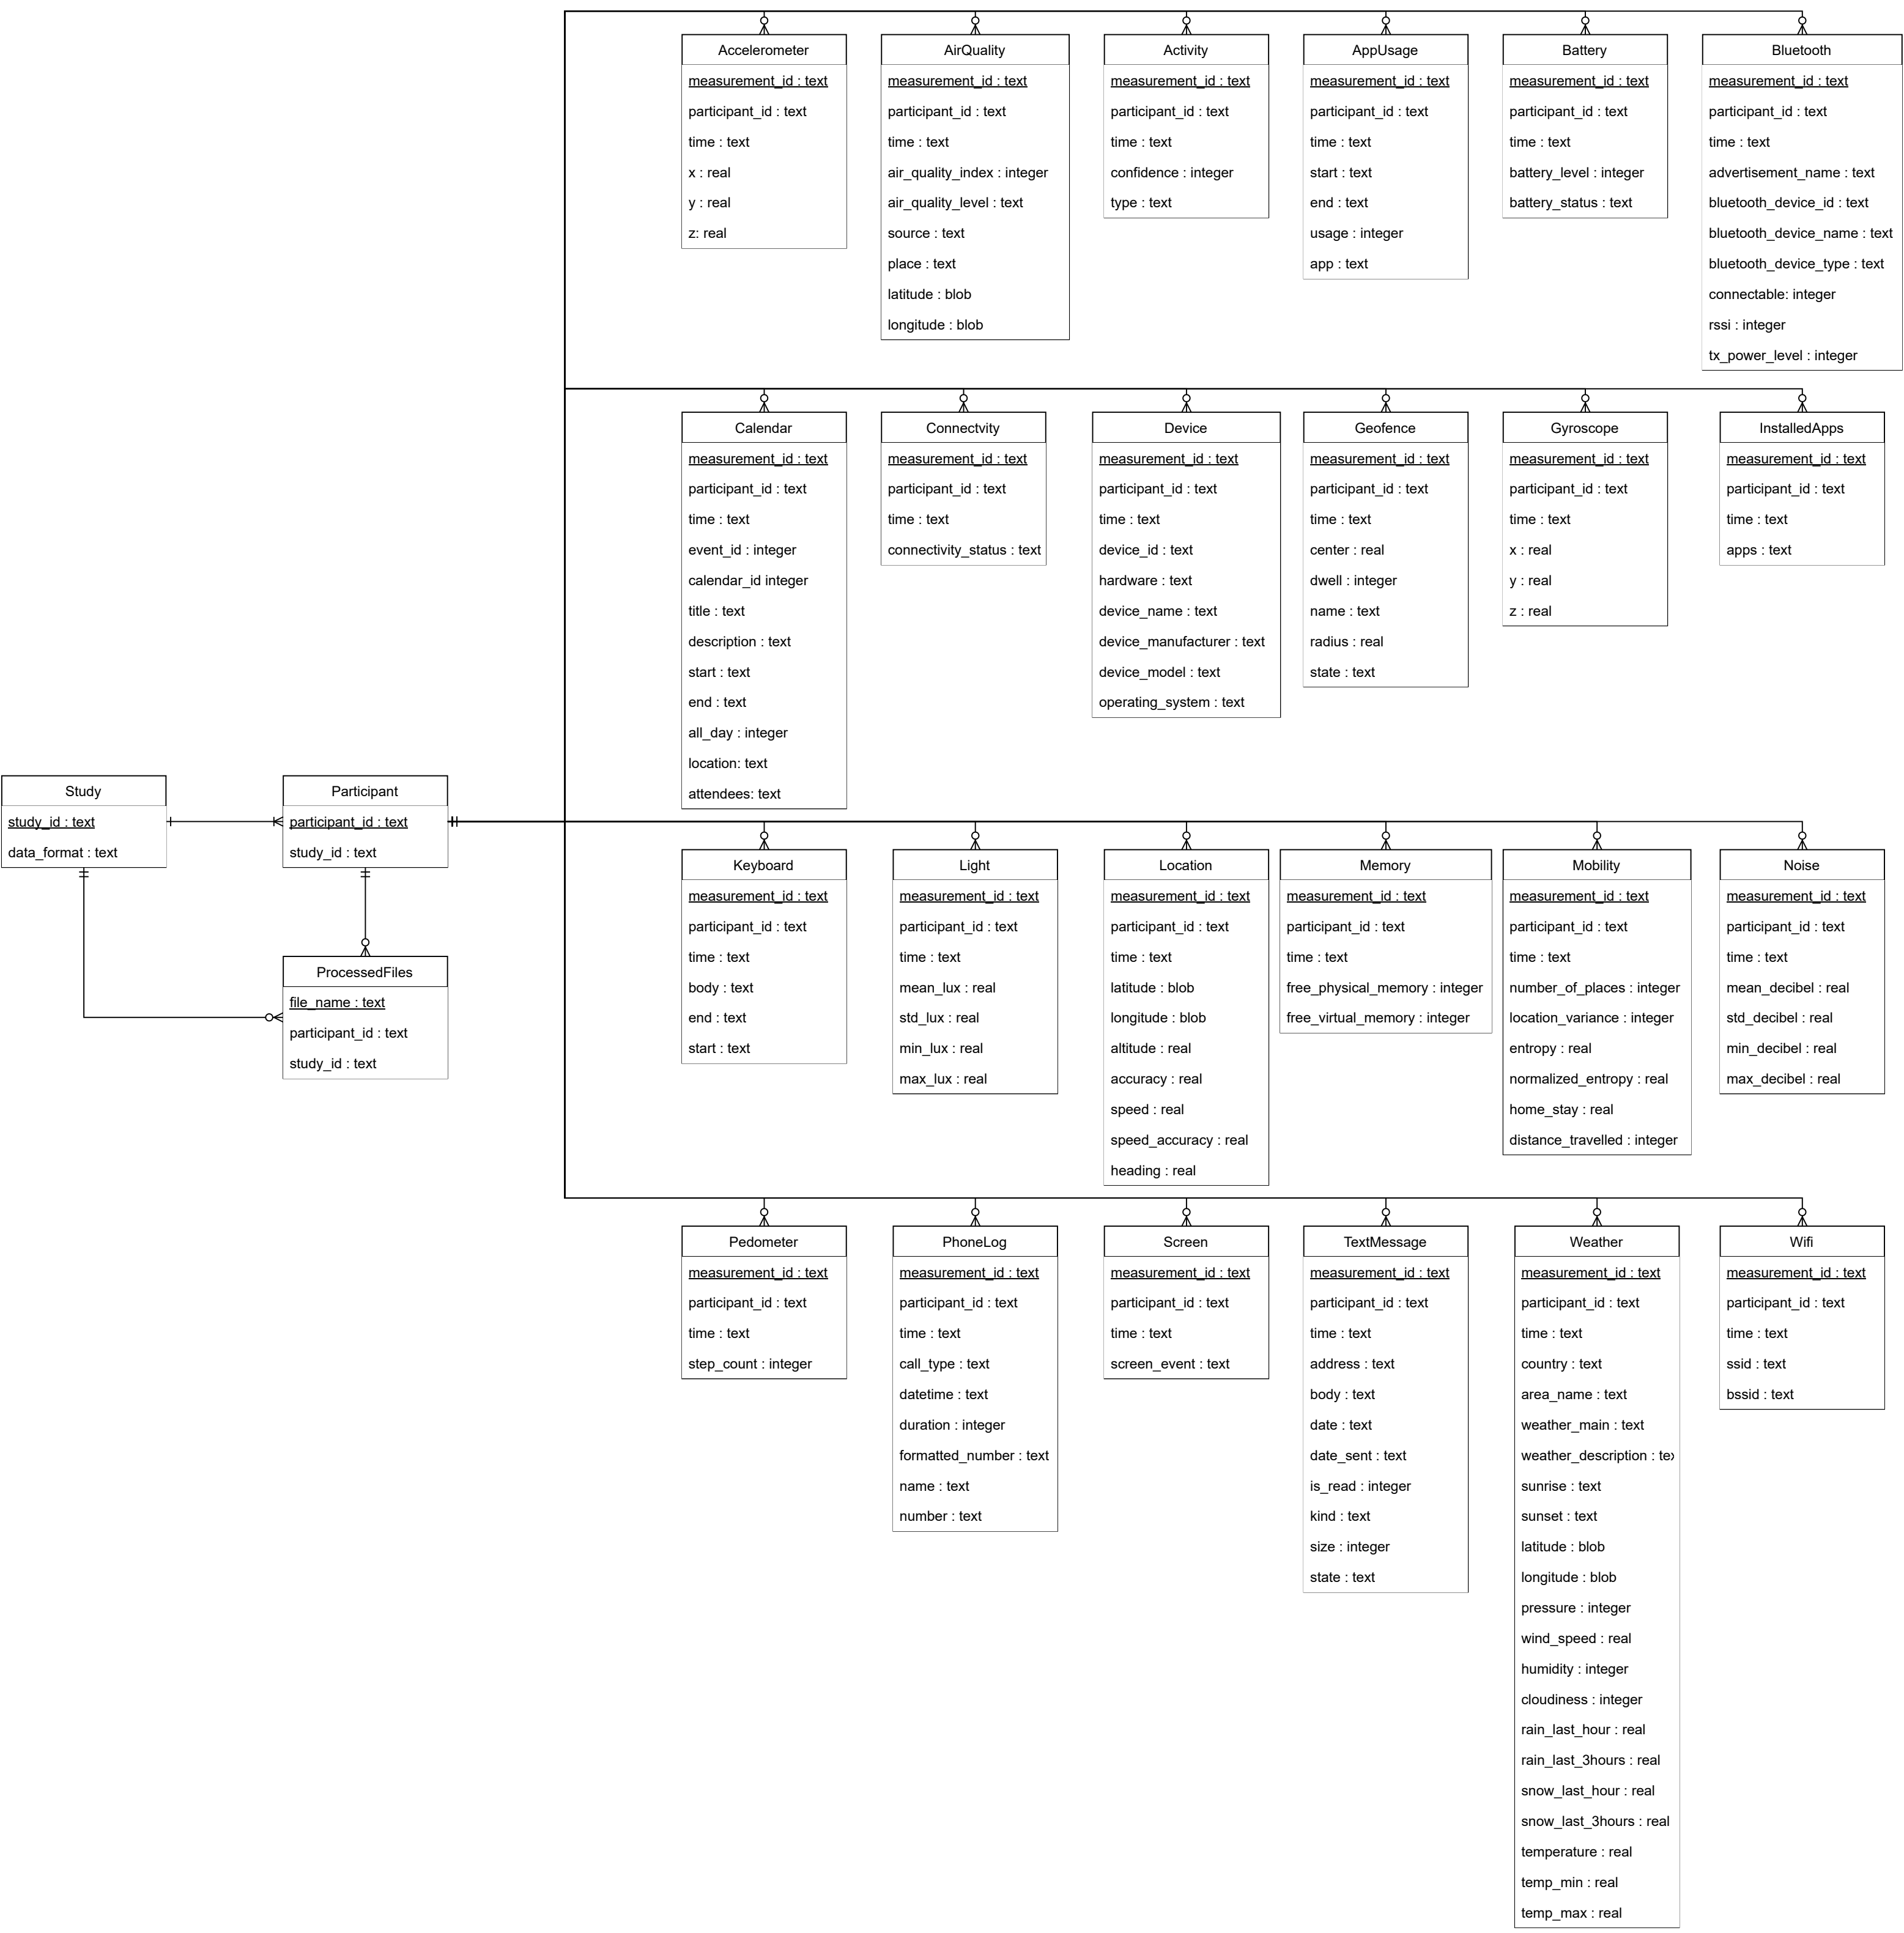 Accelerometer
measurement_id : text
participant_id : text
time : text
x : real
y : real
z: real
AirQuality
measurement_id : text
participant_id : text
time : text
air_quality_index : integer
air_quality_level : text
source : text
place : text
latitude : blob
longitude : blob
Activity
measurement_id : text
participant_id : text
time : text
confidence : integer
type : text
AppUsage
measurement_id : text
participant_id : text
time : text
start : text
end : text
usage : integer
app : text
Battery
measurement_id : text
participant_id : text
time : text
battery_level : integer
battery_status : text
Bluetooth
measurement_id : text
participant_id : text
time : text
advertisement_name : text
bluetooth_device_id : text
bluetooth_device_name : text
bluetooth_device_type : text
connectable: integer
rssi : integer
tx_power_level : integer
Calendar
measurement_id : text
participant_id : text
time : text
event_id : integer
calendar_id integer
title : text
description : text
start : text
end : text
all_day : integer
location: text
attendees: text
Connectvity
measurement_id : text
participant_id : text
time : text
connectivity_status : text
Device
measurement_id : text
participant_id : text
time : text
device_id : text
hardware : text
device_name : text
device_manufacturer : text
device_model : text
operating_system : text
Geofence
measurement_id : text
participant_id : text
time : text
center : real
dwell : integer
name : text
radius : real
state : text
Gyroscope
measurement_id : text
participant_id : text
time : text
x : real
y : real
z : real
InstalledApps
measurement_id : text
participant_id : text
time : text
apps : text
Study
study_id : text
data_format : text
Participant
participant_id : text
study_id : text
ProcessedFiles
file_name : text
participant_id : text
study_id : text
Keyboard
measurement_id : text
participant_id : text
time : text
body : text
end : text
start : text
Light
measurement_id : text
participant_id : text
time : text
mean_lux : real
std_lux : real
min_lux : real
max_lux : real
Location
measurement_id : text
participant_id : text
time : text
latitude : blob
longitude : blob
altitude : real
accuracy : real
speed : real
speed_accuracy : real
heading : real
Memory
measurement_id : text
participant_id : text
time : text
free_physical_memory : integer
free_virtual_memory : integer
Mobility
measurement_id : text
participant_id : text
time : text
number_of_places : integer
location_variance : integer
entropy : real
normalized_entropy : real
home_stay : real
distance_travelled : integer
Noise
measurement_id : text
participant_id : text
time : text
mean_decibel : real
std_decibel : real
min_decibel : real
max_decibel : real
Pedometer
measurement_id : text
participant_id : text
time : text
step_count : integer
PhoneLog
measurement_id : text
participant_id : text
time : text
call_type : text
datetime : text
duration : integer
formatted_number : text
name : text
number : text
Screen
measurement_id : text
participant_id : text
time : text
screen_event : text
TextMessage
measurement_id : text
participant_id : text
time : text
address : text
body : text
date : text
date_sent : text
is_read : integer
kind : text
size : integer
state : text
Weather
measurement_id : text
participant_id : text
time : text
country : text
area_name : text
weather_main : text
weather_description :
sunrise : text
sunset : text
latitude : blob
longitude : blob
pressure : integer
wind_speed : real
humidity : integer
cloudiness : integer
rain_last_hour : real
rain_last_3hours : real
snow_last_hour : real
snow_last_3hours : real
temperature : real
temp_min : real
temp_max : real
Wifi
measurement_id : text
participant_id : text
time : text
ssid : text
bssid : text